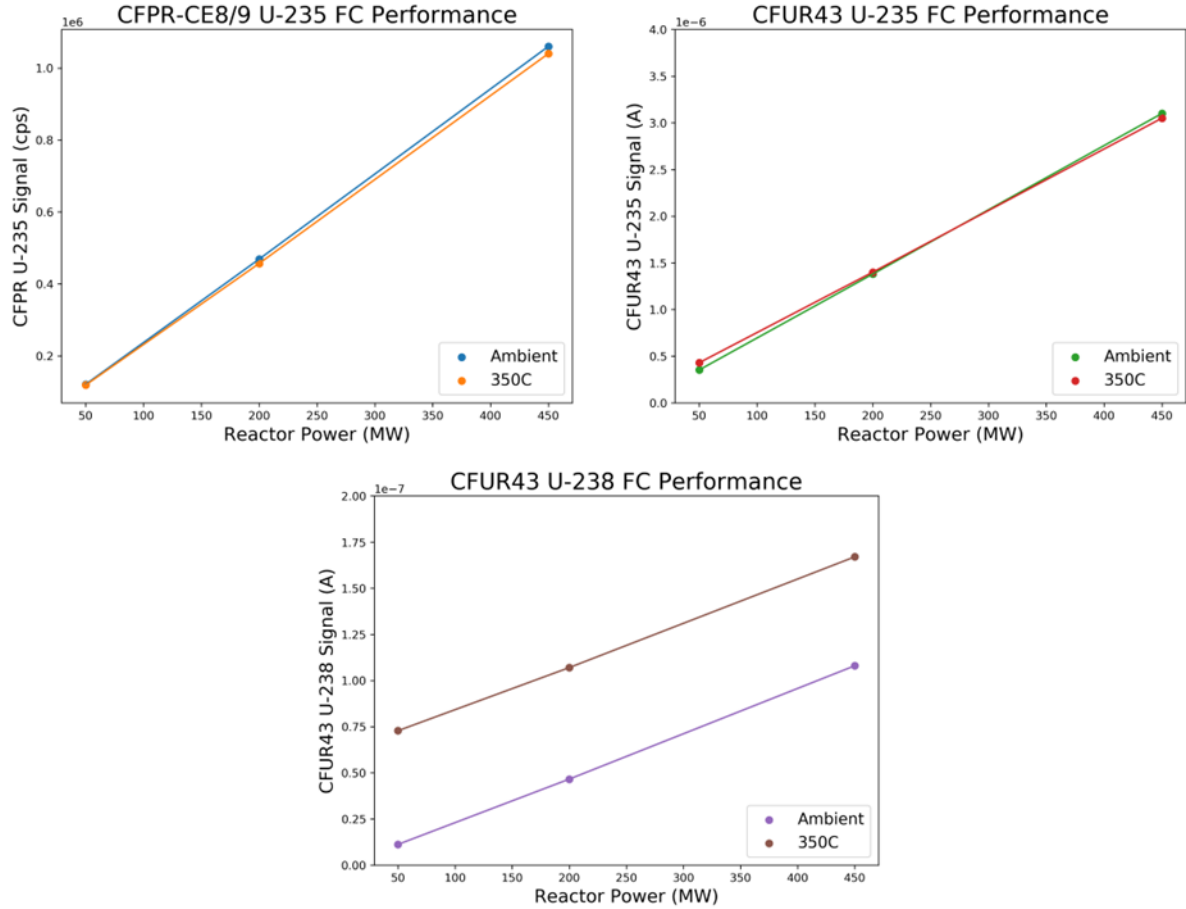 CFPR-CE8/9 U-235 FC Performance
1e6
1.0
0.8
0.6
0.4
0.2
CFPR U-235 Signal (cps)
Ambient
350C
50 100 150 200 250 300 350 400 450
Reactor Power (MW)
CFUR43 U-235 FC Performance
1e-6
4.0
3.5
3.0
2.5
2.0
1.5
1.0
0.5
0.0
CFUR43 U-235 Signal (A)
Ambient
350C
50 100 150 200 250 300 350 400 450
Reactor Power (MW)
CFUR43 U-238 FC Performance
1e-7
2.00
1.75
1.50
1.25
1.00
0.75
0.50
0.25
0.00
CFUR43 U-238 Signal (A)
Ambient
350C
50 100 150 200 250 300 350 400 450
Reactor Power (MW)